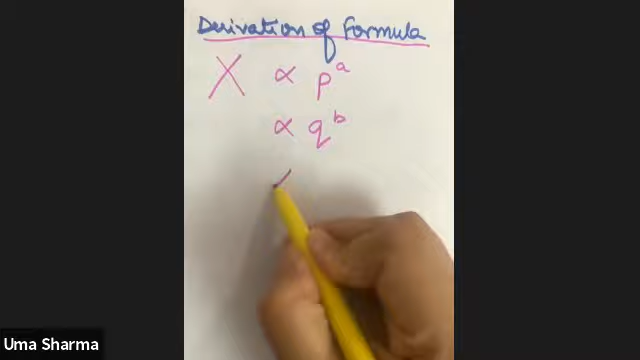 Derivation of Formula
X ∝ p^a
∝ q^b
Uma Sharma